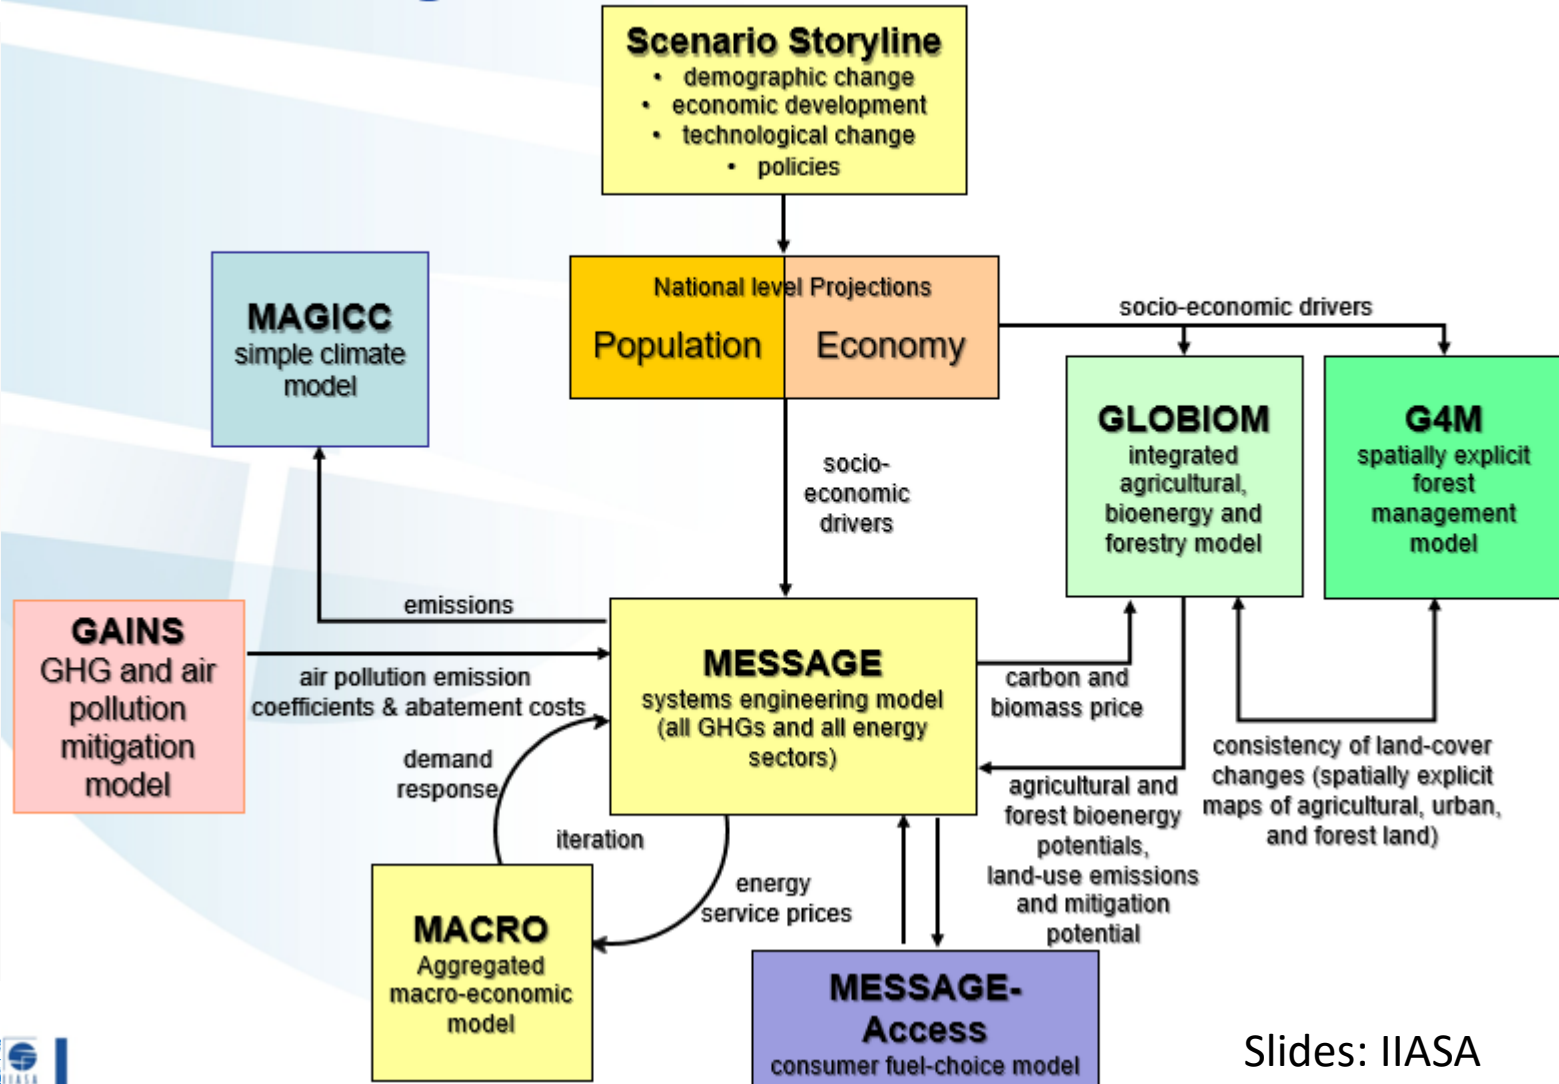 Scenario Storyline
• demographic change
• economic development
• technological change
• policies
National level Projections
Population
Economy
socio-economic drivers
MAGICC
simple climate
model
GLOBIOM
integrated
agricultural,
bioenergy and
forestry model
G4M
spatially explicit
forest
management
model
socio-
economic
drivers
emissions
GAINS
GHG and air
pollution
mitigation
model
air pollution emission
coefficients & abatement costs
MESSAGE
systems engineering model
(all GHGs and all energy
sectors)
carbon and
biomass price
consistency of land-cover
changes (spatially explicit
maps of agricultural, urban,
and forest land)
demand
response
iteration
energy
service prices
agricultural and
forest bioenergy
potentials,
land-use emissions
and mitigation
potential
MACRO
Aggregated
macro-economic
model
MESSAGE-
Access
consumer fuel-choice model
Slides: IIASA
IIASA